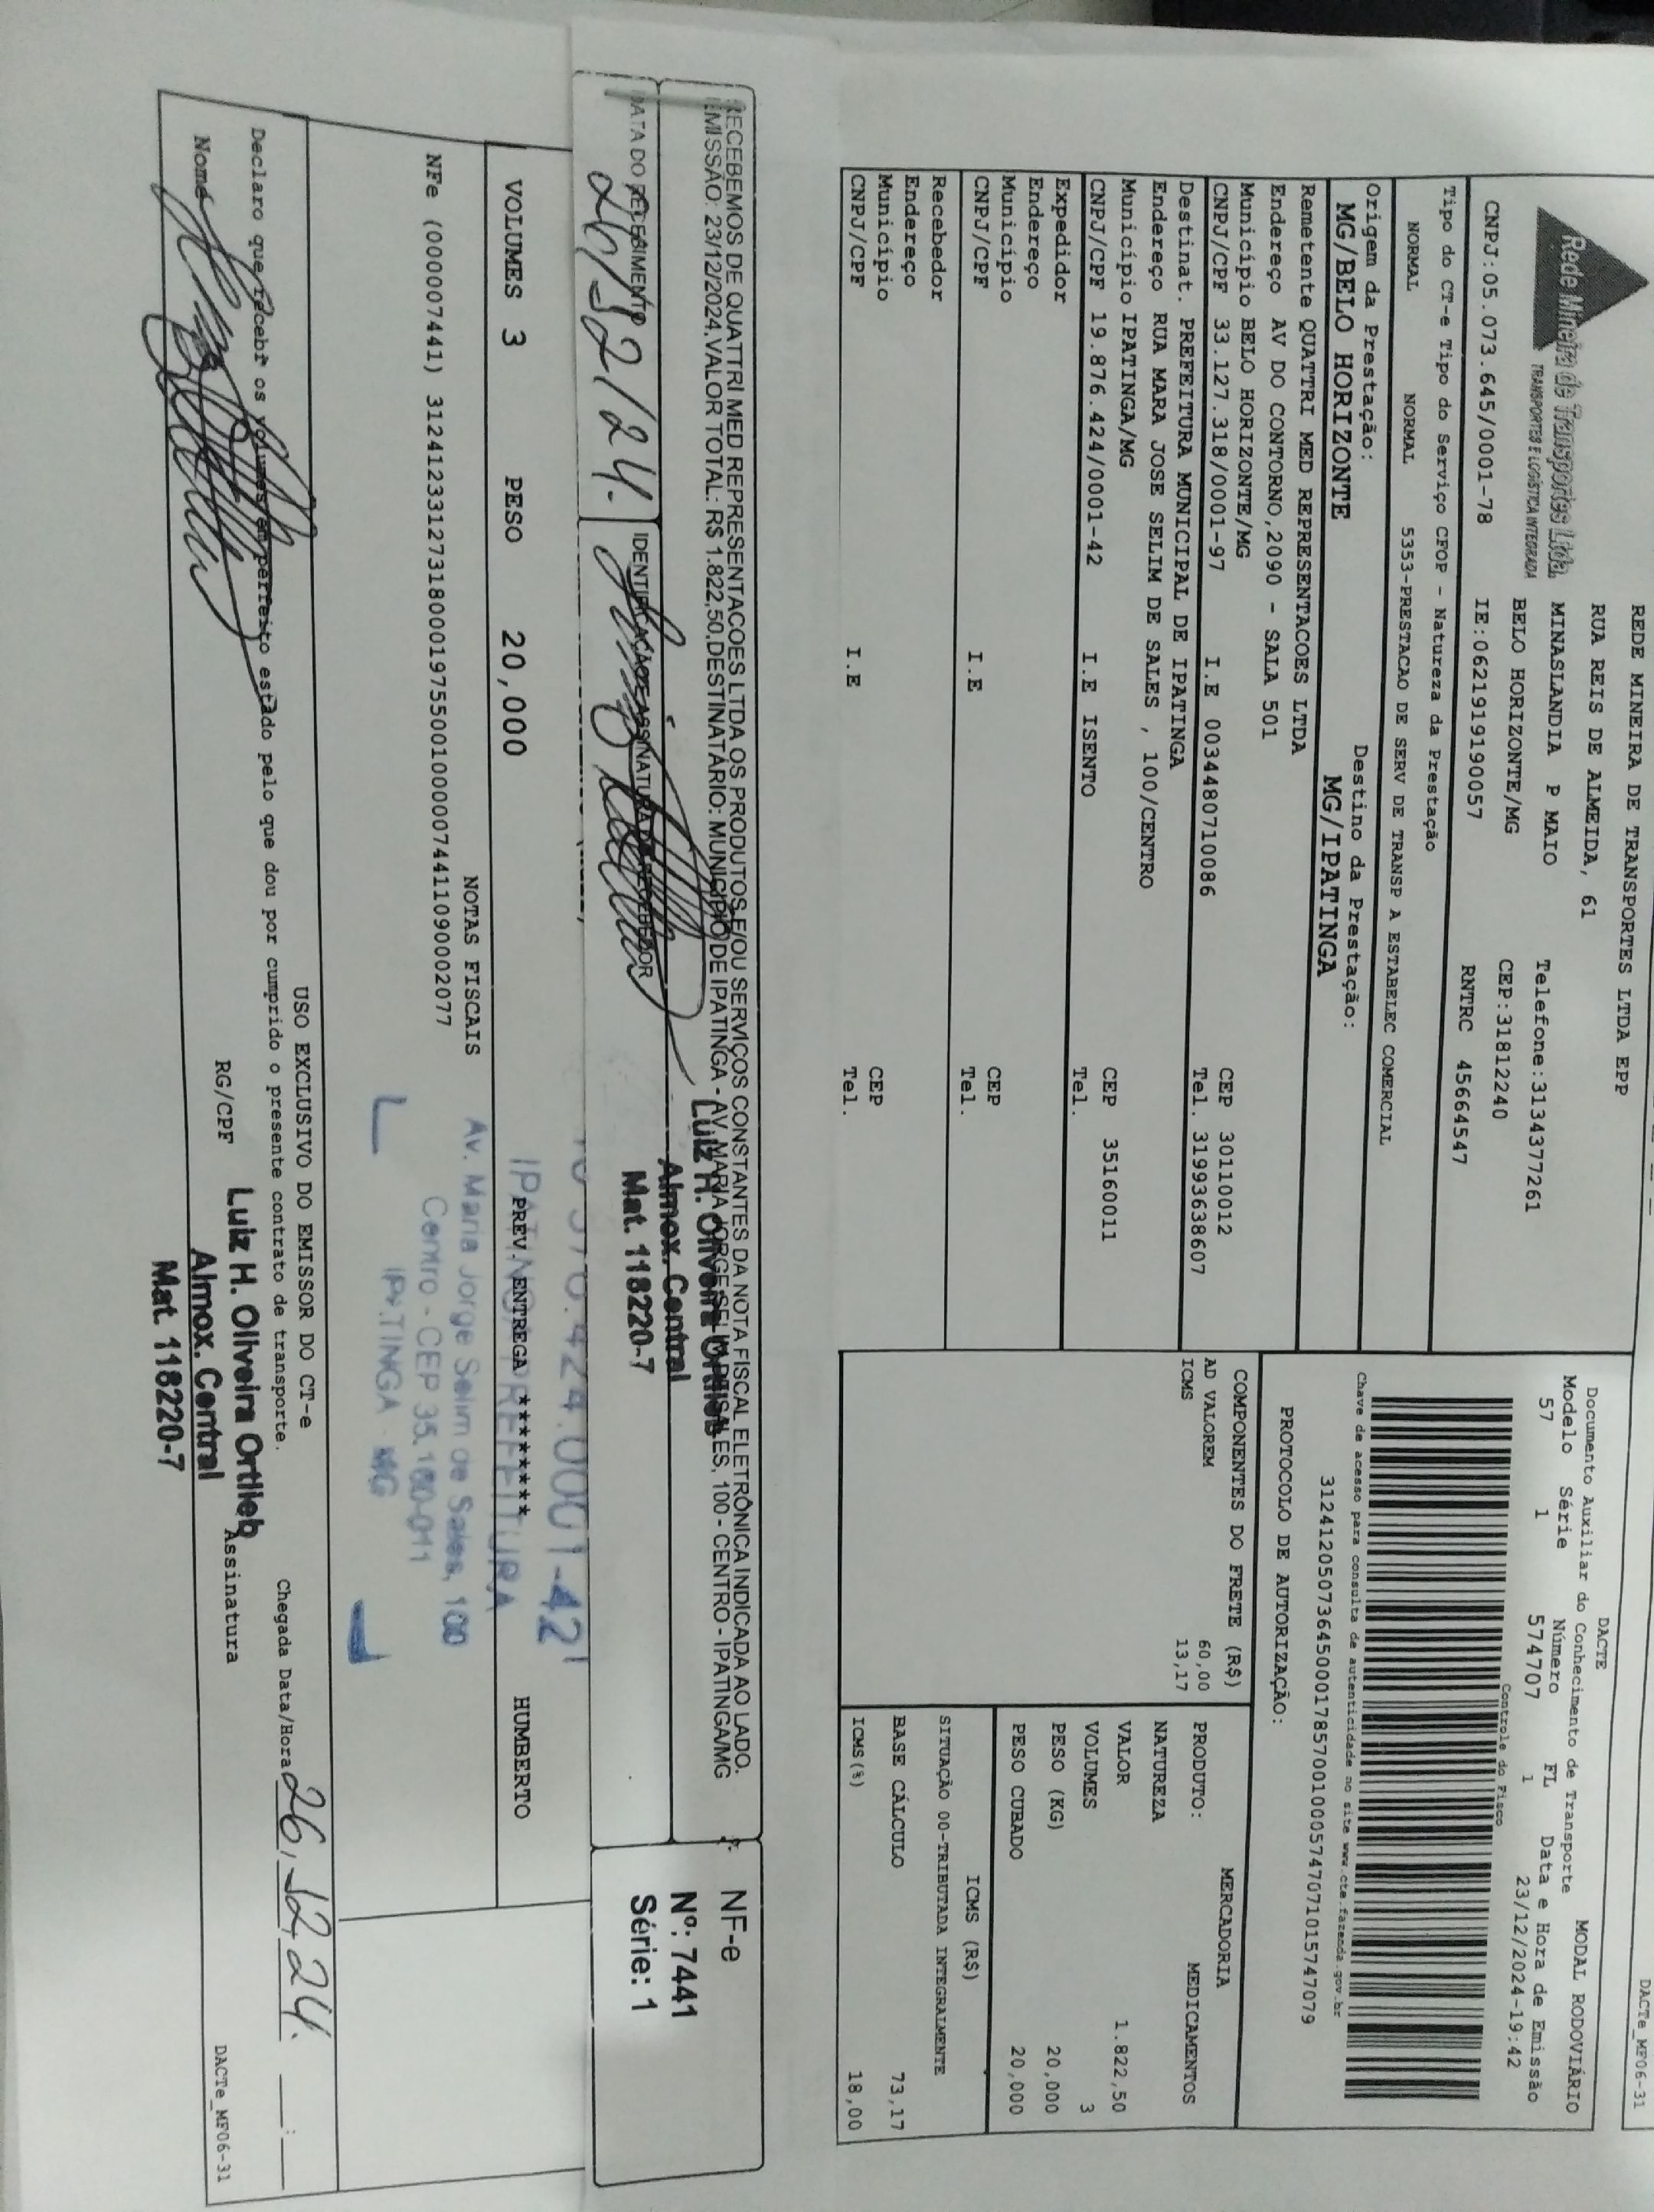 DACTe_MF06-31
Rede Mineira de Transportes Ltda.
TRANSPORTES E LOGÍSTICA INTEGRADA
REDE MINEIRA DE TRANSPORTES LTDA EPP
RUA REIS DE ALMEIDA, 61
MINASLANDIA P MAIO Telefone:3134377261
BELO HORIZONTE/MG CEP:31812240
CNPJ:05.073.645/0001-78 IE:0621919190057 RNTRC 45664547
Tipo do CT-e Tipo do Serviço CFOP - Natureza da Prestação
NORMAL NORMAL 5353-PRESTACAO DE SERV DE TRANSP A ESTABELEC COMERCIAL
Origem da Prestação: Destino da Prestação:
MG/BELO HORIZONTE MG/IPATINGA
Remetente QUATTRI MED REPRESENTACOES LTDA
Endereço AV DO CONTORNO,2090 - SALA 501
Município BELO HORIZONTE/MG CEP 30110012
CNPJ/CPF 33.127.318/0001-97 I.E 0034480710086 Tel. 31993638607
Destinat. PREFEITURA MUNICIPAL DE IPATINGA
Endereço RUA MARA JOSE SELIM DE SALES , 100/CENTRO
Município IPATINGA/MG CEP 35160011
CNPJ/CPF 19.876.424/0001-42 I.E ISENTO Tel.
Expedidor
Endereço
Município CEP
CNPJ/CPF I.E Tel.
Recebedor
Endereço
Município CEP
CNPJ/CPF I.E Tel.
DACTE
Documento Auxiliar do Conhecimento de Transporte MODAL RODOVIÁRIO
Modelo Série Número FL Data e Hora de Emissão
57 1 574707 1 23/12/2024-19:42
Controle do Fisco
Chave de acesso para consulta de autenticidade no site www.cte.fazenda.gov.br
31241205073645000178570010005747071015747079
PROTOCOLO DE AUTORIZAÇÃO:
COMPONENTES DO FRETE (R$)
AD VALOREM 60,00
ICMS 13,17
MERCADORIA
PRODUTO: MEDICAMENTOS
NATUREZA
VALOR 1.822,50
VOLUMES 3
PESO (KG) 20,000
PESO CUBADO 20,000
ICMS (R$)
SITUAÇÃO 00-TRIBUTADA INTEGRALMENTE
BASE CÁLCULO 73,17
ICMS(%) 18,00
RECEBEMOS DE QUATTRI MED REPRESENTACOES LTDA OS PRODUTOS E/OU SERVIÇOS CONSTANTES DA NOTA FISCAL ELETRÔNICA INDICADA AO LADO.
EMISSÃO: 23/12/2024,VALOR TOTAL: R$ 1.822,50,DESTINATÁRIO: MUNICIPIO DE IPATINGA - AV MARIA JORGE SELIM DE SALES, 100 - CENTRO - IPATINGA/MG
DATA DO RECEBIMENTO IDENTIFICAÇÃO E ASSINATURA DO RECEBEDOR
26/12/24.
Luiz H. Oliveira Ortlieb
Almox. Central
Mat. 118220-7
NF-e
Nº: 7441
Série: 1
424.0001-42
VOLUMES 3 PESO 20,000 PREV. ENTREGA ******** HUMBERTO
IPATINGA PREFEITURA
NOTAS FISCAIS
NFe (000007441) 31241233127318000197550010000074411090002077
Av. Maria Jorge Selim de Sales, 100
Centro - CEP 35.160-011
IPATINGA - MG
USO EXCLUSIVO DO EMISSOR DO CT-e
Declaro que recebi os volumes em perfeito estado pelo que dou por cumprido o presente contrato de transporte. Chegada Data/Hora 26/12/24. __:__
Nome RG/CPF Assinatura
Luiz H. Oliveira Ortlieb
Almox. Central
Mat. 118220-7
DACTe_MF06-31